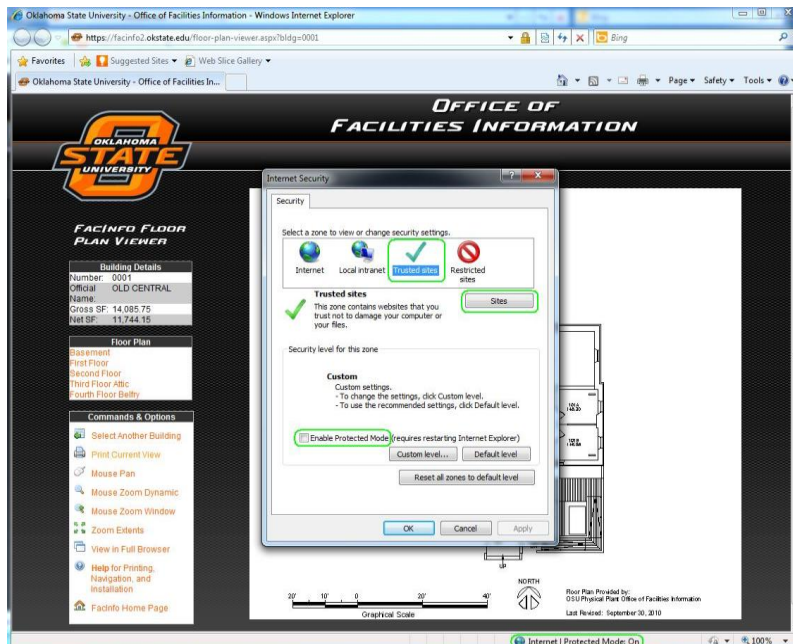 Oklahoma State University - Office of Facilities Information - Windows Internet Explorer
https://facinfo2.okstate.edu/floor-plan-viewer.aspx?bldg=0001
Bing
Favorites
Suggested Sites
Web Slice Gallery
Oklahoma State University - Office of Facilities In...
Page
Safety
Tools
OFFICE OF
FACILITIES INFORMATION
OKLAHOMA
STATE
UNIVERSITY
FACINFO FLOOR
PLAN VIEWER
Building Details
Number: 0001
Official Name: OLD CENTRAL
Gross SF: 14,085.75
Net SF: 11,744.15
Floor Plan
Basement
First Floor
Second Floor
Third Floor Attic
Fourth Floor Belfry
Commands & Options
Select Another Building
Print Current View
Mouse Pan
Mouse Zoom Dynamic
Mouse Zoom Window
Zoom Extents
View in Full Browser
Help for Printing,
Navigation, and
Installation
FacInfo Home Page
Internet Security
Security
Select a zone to view or change security settings.
Internet
Local intranet
Trusted sites
Restricted
sites
Trusted sites
This zone contains websites that you
trust not to damage your computer or
your files.
Sites
Security level for this zone
Custom
Custom settings.
- To change the settings, click Custom level.
- To use the recommended settings, click Default level.
Enable Protected Mode (requires restarting Internet Explorer)
Custom level...
Default level
Reset all zones to default level
OK
Cancel
Apply
UP
20' 10' 0 20' 40'
Graphical Scale
NORTH
Floor Plan Provided by:
OSU Physical Plant Office of Facilities Information
Last Revised: September 30, 2010
Internet | Protected Mode: On
100%